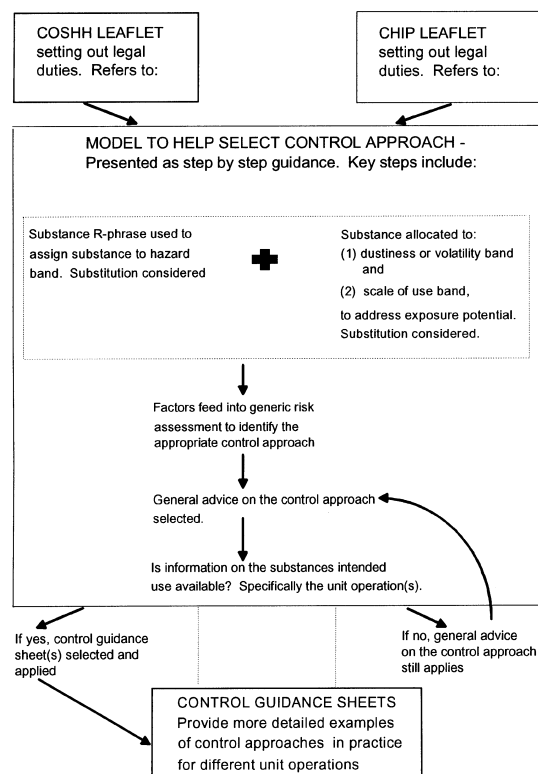 COSHH LEAFLET
setting out legal
duties. Refers to:
CHIP LEAFLET
setting out legal
duties. Refers to:
MODEL TO HELP SELECT CONTROL APPROACH -
Presented as step by step guidance. Key steps include:
Substance R-phrase used to
assign substance to hazard
band. Substitution considered
Substance allocated to:
(1) dustiness or volatility band
and
(2) scale of use band,
to address exposure potential.
Substitution considered.
Factors feed into generic risk
assessment to identify the
appropriate control approach
General advice on the control approach
selected.
Is information on the substances intended
use available? Specifically the unit operation(s).
If yes, control guidance
sheet(s) selected and
applied
If no, general advice
on the control approach
still applies
CONTROL GUIDANCE SHEETS
Provide more detailed examples
of control approaches in practice
for different unit operations